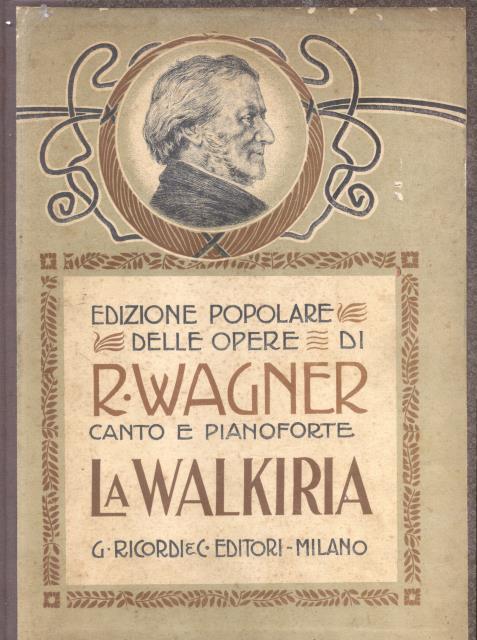 EDIZIONE POPOLARE
DELLE OPERE DI
R. WAGNER
CANTO E PIANOFORTE
LA WALKIRIA
G. RICORDI E C. EDITORI - MILANO